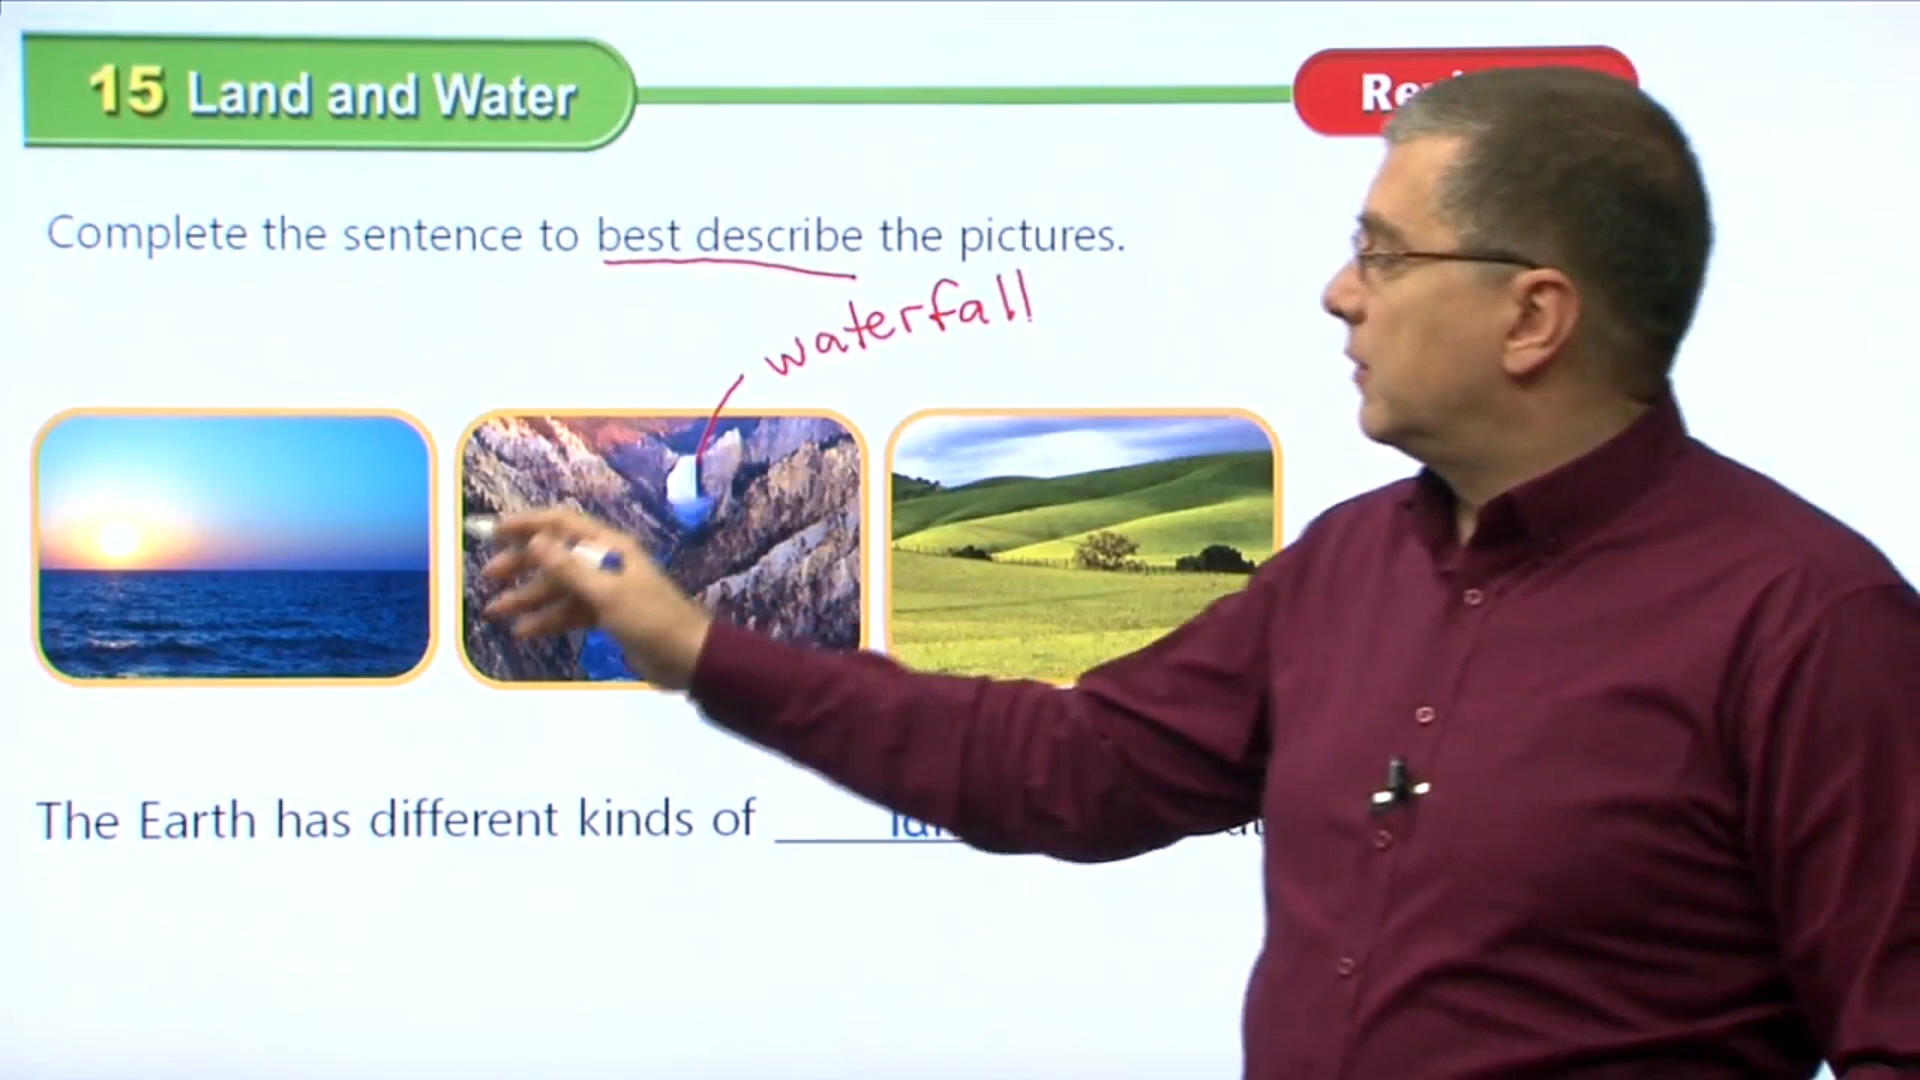 15 Land and Water
Complete the sentence to best describe the pictures.
waterfall
The Earth has different kinds of